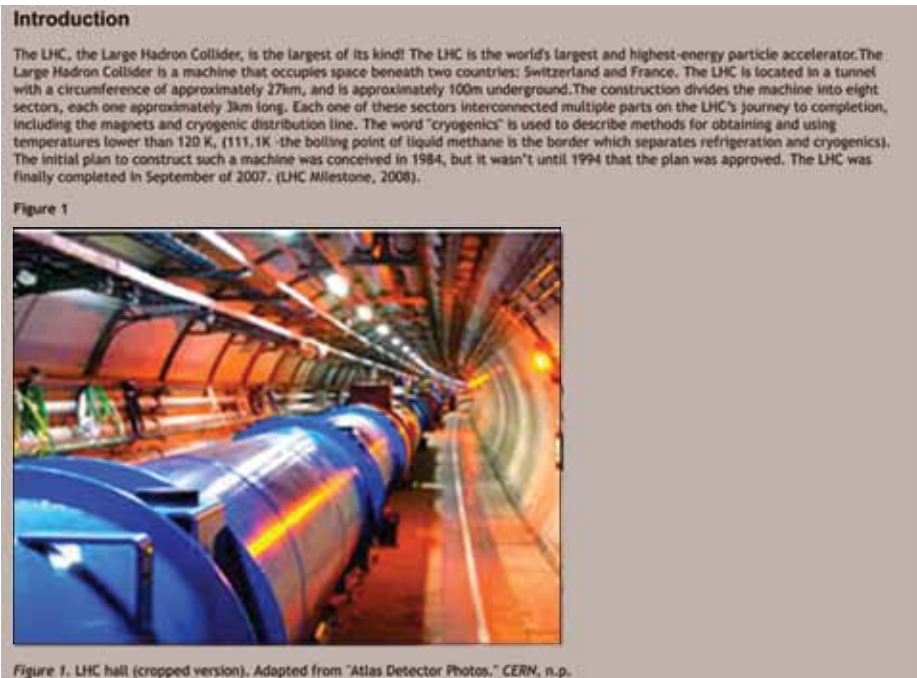 Introduction
The LHC, the Large Hadron Collider, is the largest of its kind! The LHC is the world's largest and highest-energy particle accelerator.The
Large Hadron Collider is a machine that occupies space beneath two countries: Switzerland and France. The LHC is located in a tunnel
with a circumference of approximately 27km, and is approximately 100m underground.The construction divides the machine into eight
sectors, each one approximately 3km long. Each one of these sectors interconnected multiple parts on the LHC's journey to completion,
including the magnets and cryogenic distribution line. The word "cryogenics" is used to describe methods for obtaining and using
temperatures lower than 120 K, (111.1K -the boiling point of liquid methane is the border which separates refrigeration and cryogenics).
The initial plan to construct such a machine was conceived in 1984, but it wasn"t until 1994 that the plan was approved. The LHC was
finally completed in September of 2007. (LHC Milestone, 2008).
Figure 1
Figure 1. LHC hall (cropped version). Adapted from "Atlas Detector Photos." CERN, n.p.